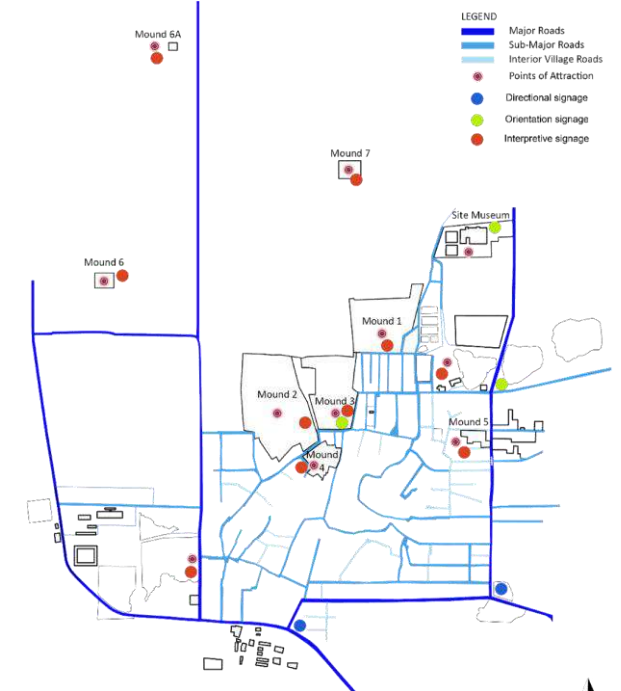 LEGEND
Major Roads
Sub-Major Roads
Interior Village Roads
Points of Attraction
Directional signage
Orientation signage
Interpretive signage
Mound 6A
Mound 7
Site Museum
Mound 6
Mound 1
Mound 2
Mound 3
Mound 5
Mound
4